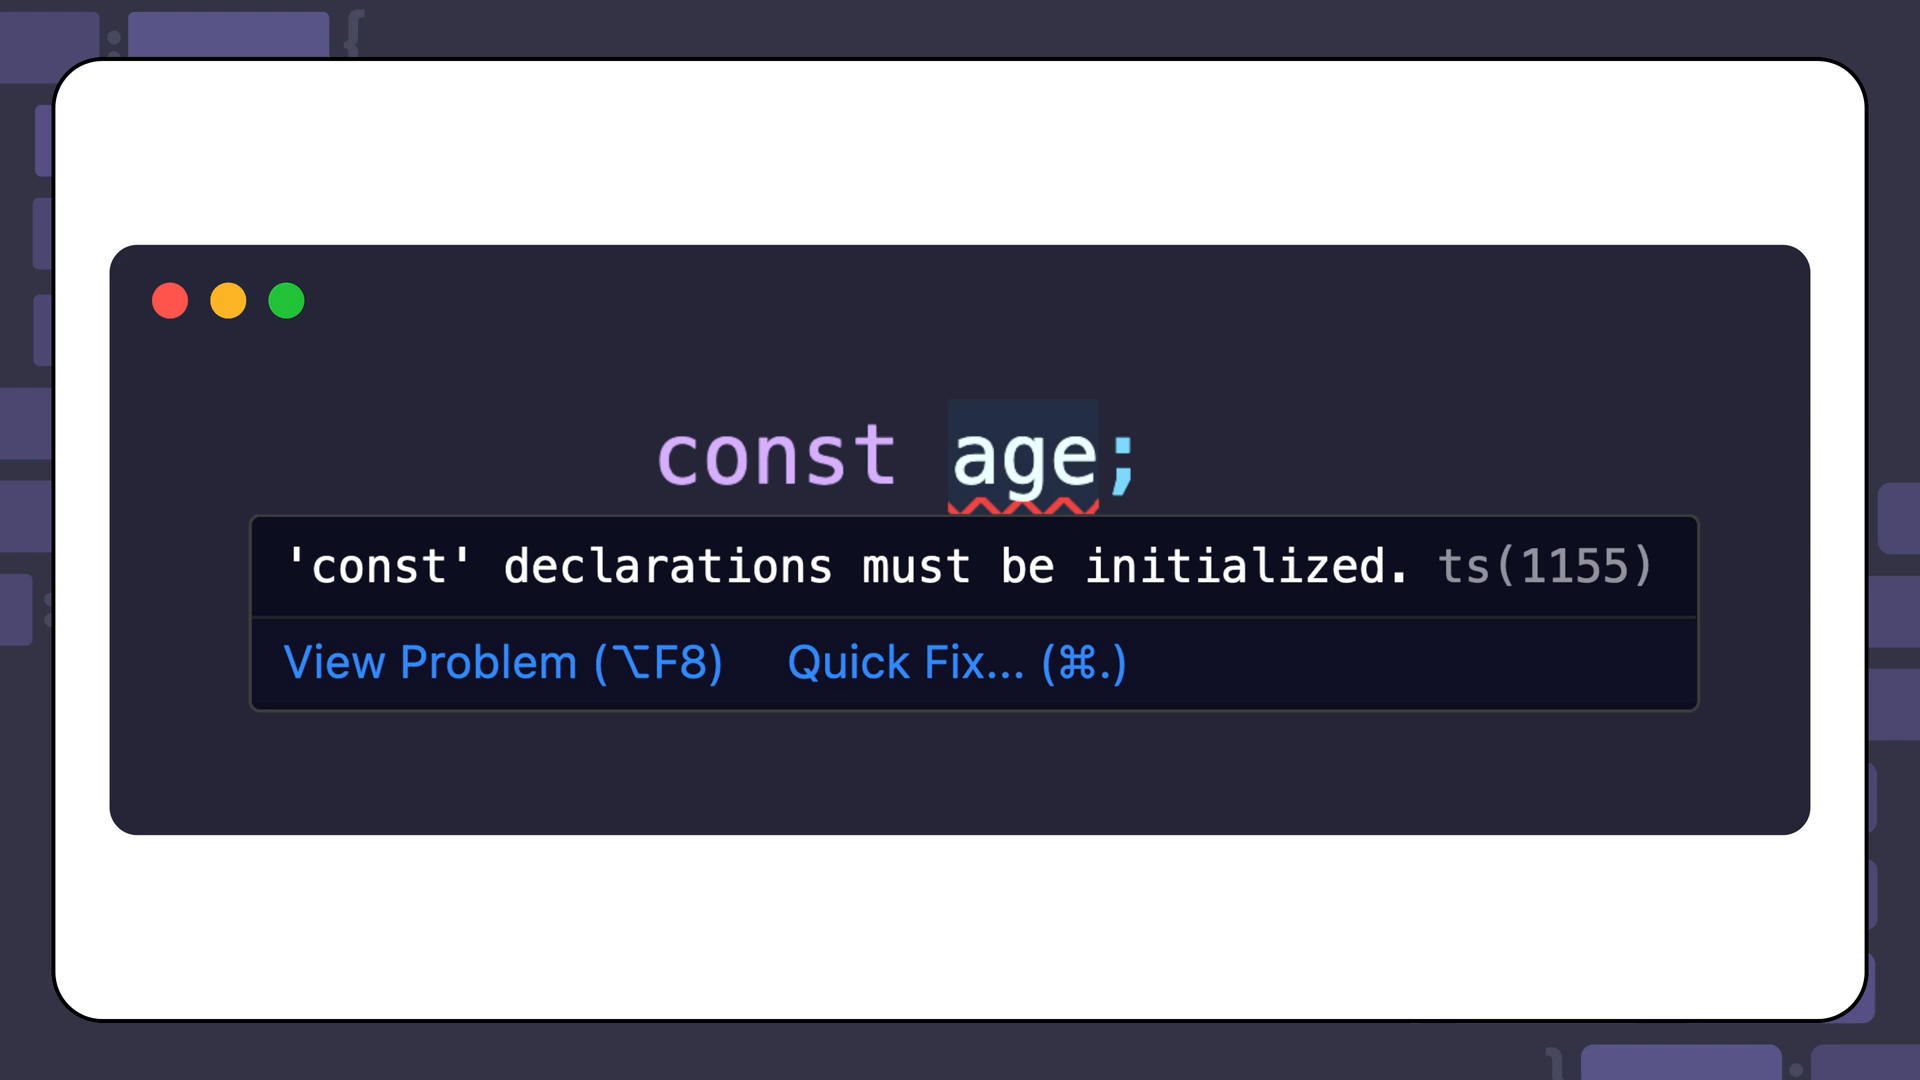 {
const age;
'const' declarations must be initialized. ts(1155)
View Problem (⌥F8) Quick Fix... (⌘.)
}